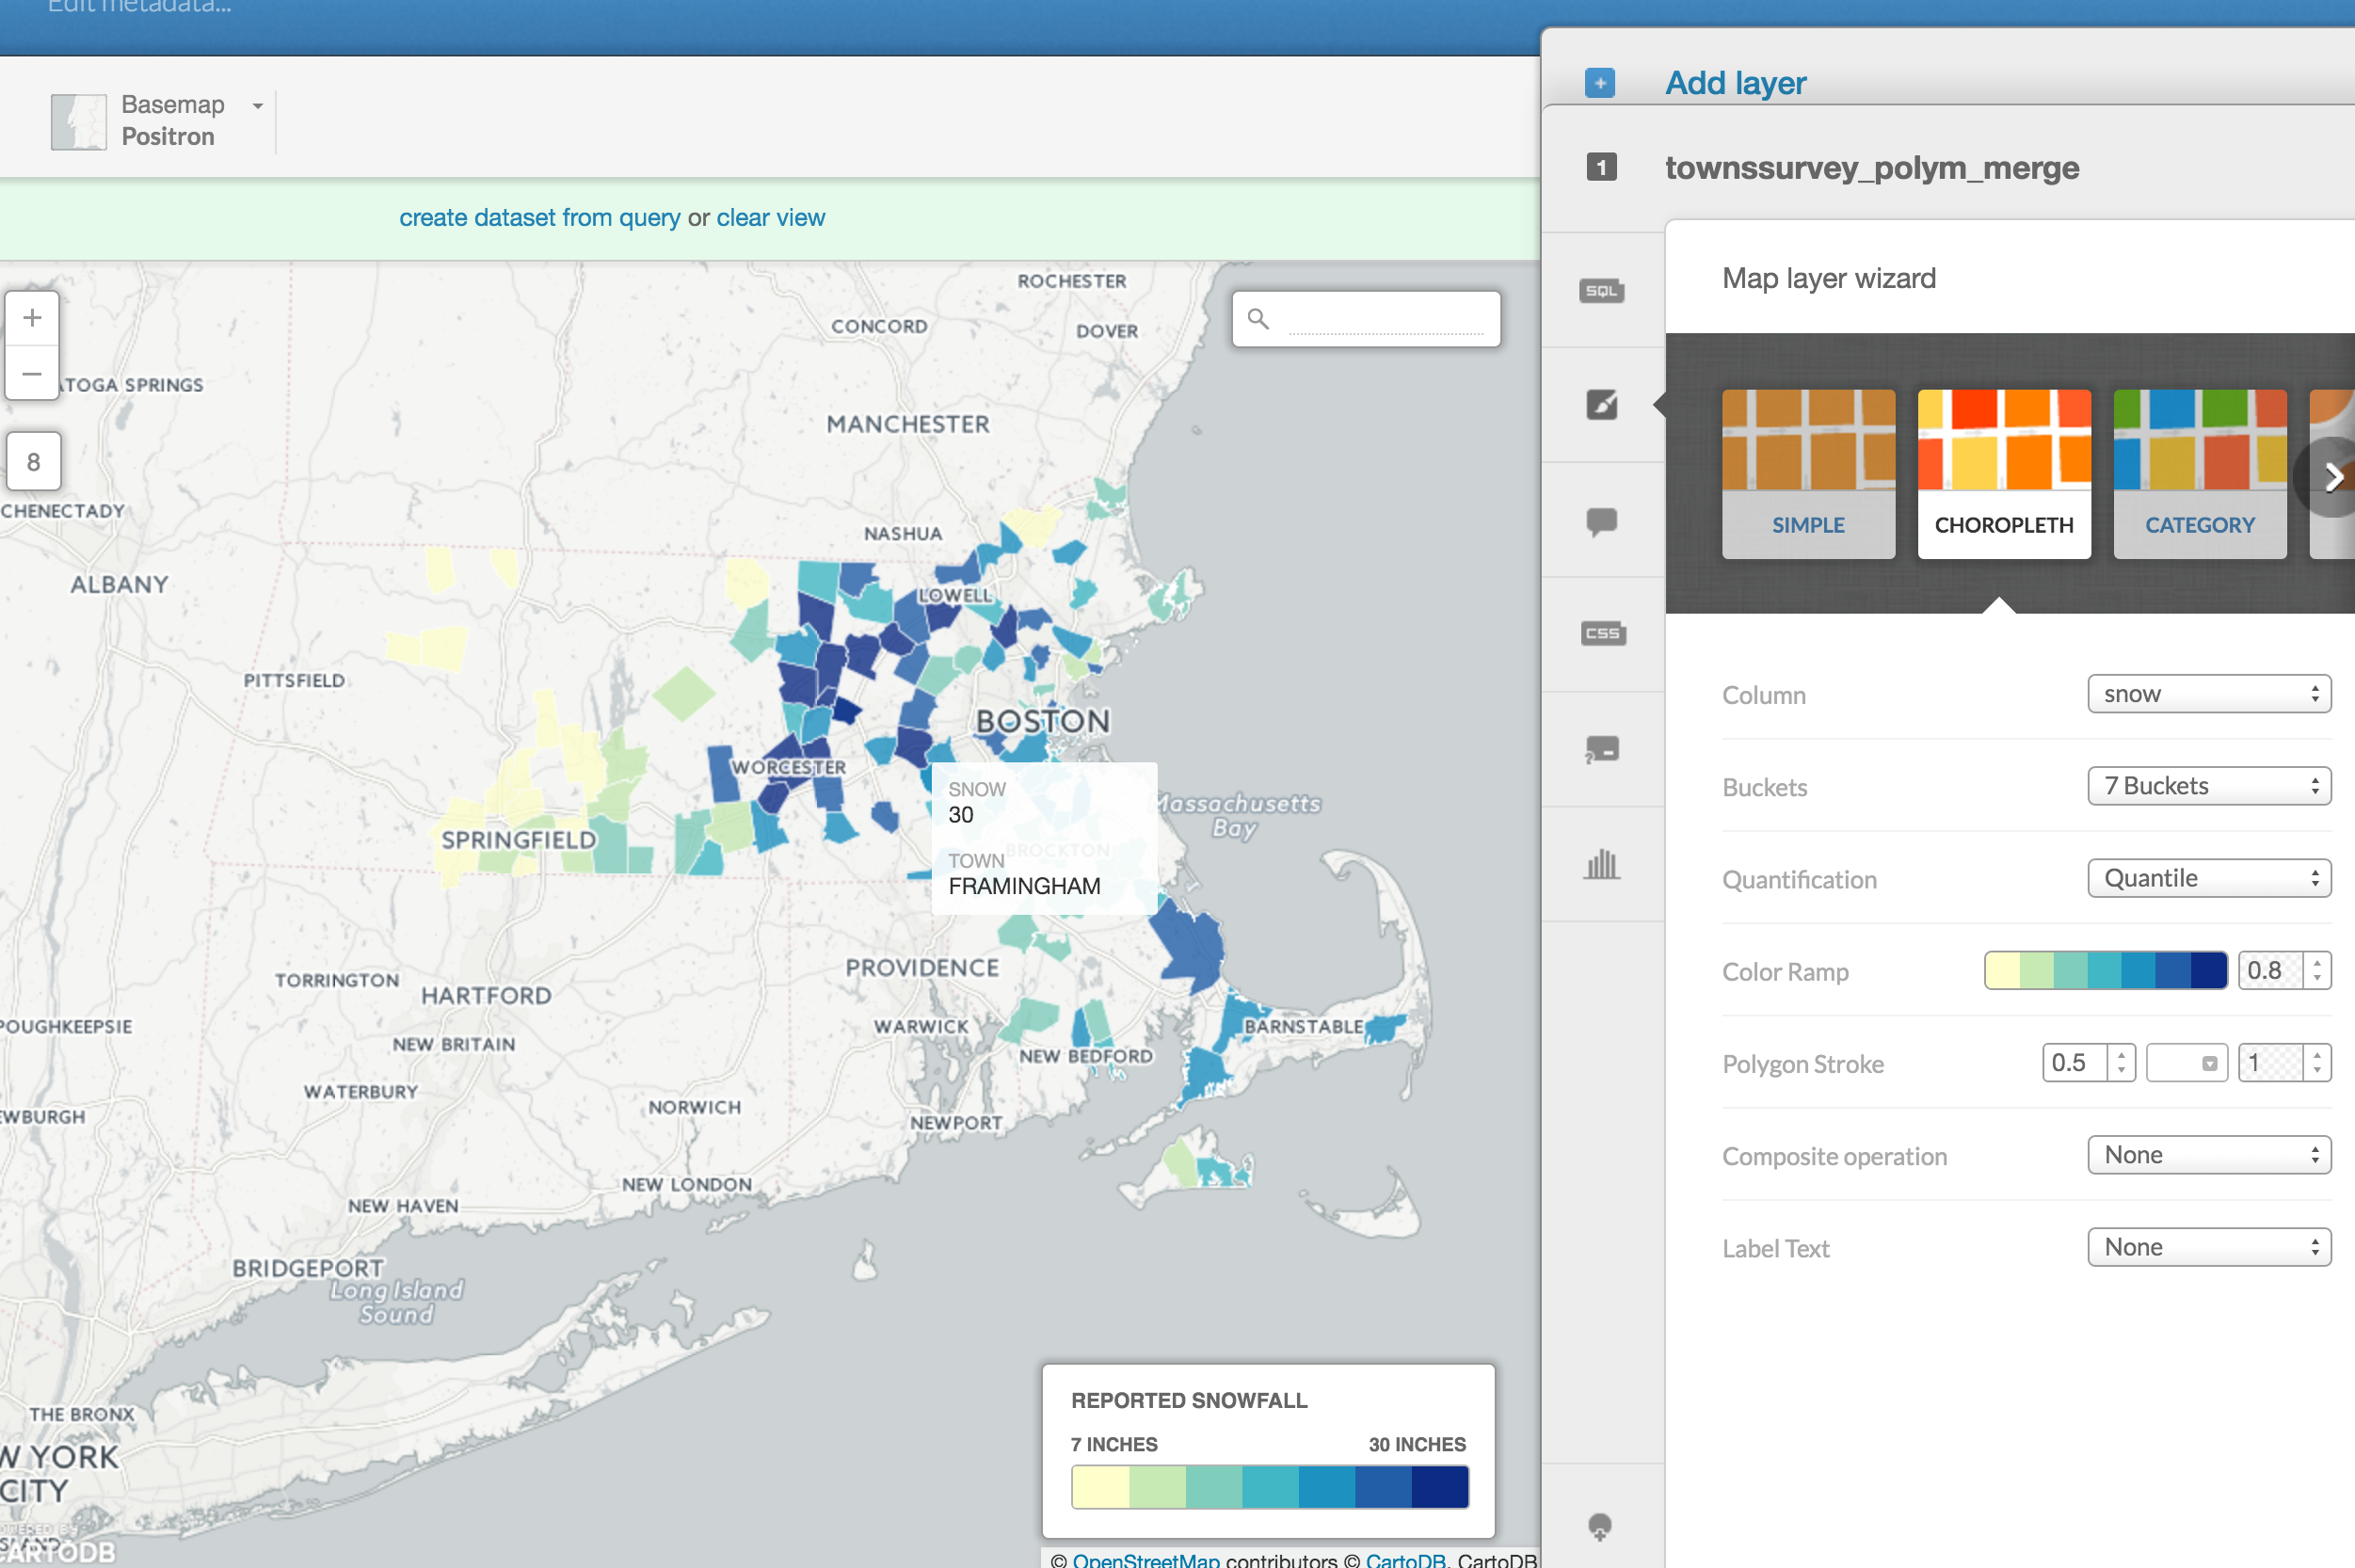 Edit metadata...
Basemap
Positron
create dataset from query or clear view
+
−
8
ROCHESTER
CONCORD
DOVER
ATOGA SPRINGS
MANCHESTER
CHENECTADY
NASHUA
ALBANY
LOWELL
PITTSFIELD
BOSTON
WORCESTER
SNOW
30
Massachusetts
Bay
SPRINGFIELD
BROCKTON
TOWN
FRAMINGHAM
PROVIDENCE
TORRINGTON
HARTFORD
POUGHKEEPSIE
WARWICK
BARNSTABLE
NEW BRITAIN
NEW BEDFORD
WATERBURY
NORWICH
EWBURGH
NEWPORT
NEW LONDON
NEW HAVEN
BRIDGEPORT
Long Island
Sound
THE BRONX
W YORK
CITY
POWERED BY
ISLAND
CARTODB
REPORTED SNOWFALL
7 INCHES 30 INCHES
© OpenStreetMap contributors © CartoDB, CartoDB
Add layer
1 townssurvey_polym_merge
SQL
CSS
Map layer wizard
SIMPLE CHOROPLETH CATEGORY
Column snow
Buckets 7 Buckets
Quantification Quantile
Color Ramp 0.8
Polygon Stroke 0.5 1
Composite operation None
Label Text None